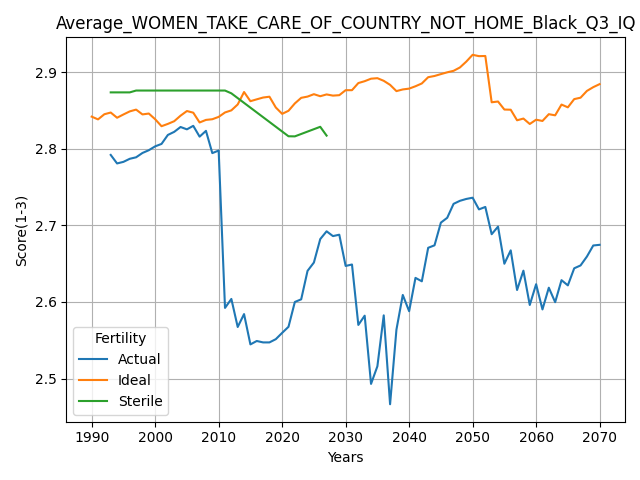 Average_WOMEN_TAKE_CARE_OF_COUNTRY_NOT_HOME_Black_Q3_IQ
Score(1-3)
2.9
2.8
2.7
2.6
2.5
Fertility
Actual
Ideal
Sterile
1990 2000 2010 2020 2030 2040 2050 2060 2070
Years